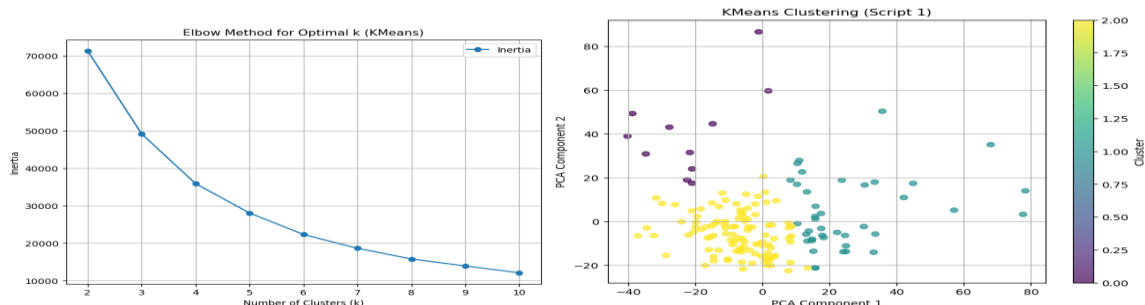 Elbow Method for Optimal k (KMeans)
Inertia
70000
60000
50000
40000
30000
20000
10000
Inertia
2 3 4 5 6 7 8 9 10
Number of Clusters (k)
KMeans Clustering (Script 1)
80
60
40
20
0
−20
PCA Component 2
−40 −20 0 20 40 60 80
PCA Component 1
2.00
1.75
1.50
1.25
1.00
0.75
0.50
0.25
0.00
Cluster